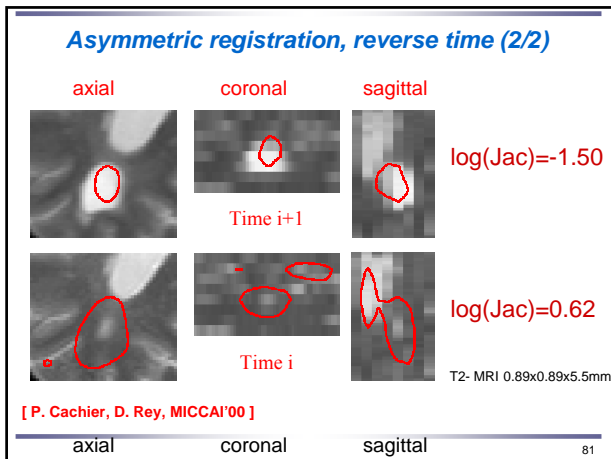 Asymmetric registration, reverse time (2/2)
axial coronal sagittal
log(Jac)=-1.50
Time i+1
log(Jac)=0.62
Time i
T2- MRI 0.89x0.89x5.5mm
[ P. Cachier, D. Rey, MICCAI'00 ]
axial coronal sagittal
81